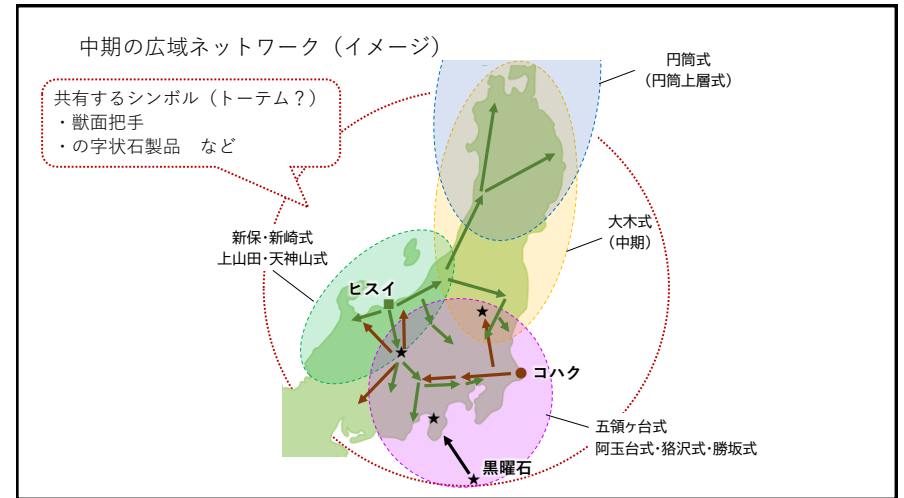 中期の広域ネットワーク（イメージ）
共有するシンボル（トーテム？）
・獣面把手
・の字状石製品　など
円筒式
（円筒上層式）
大木式
（中期）
新保･新崎式
上山田･天神山式
ヒスイ
コハク
五領ヶ台式
阿玉台式･狢沢式･勝坂式
黒曜石